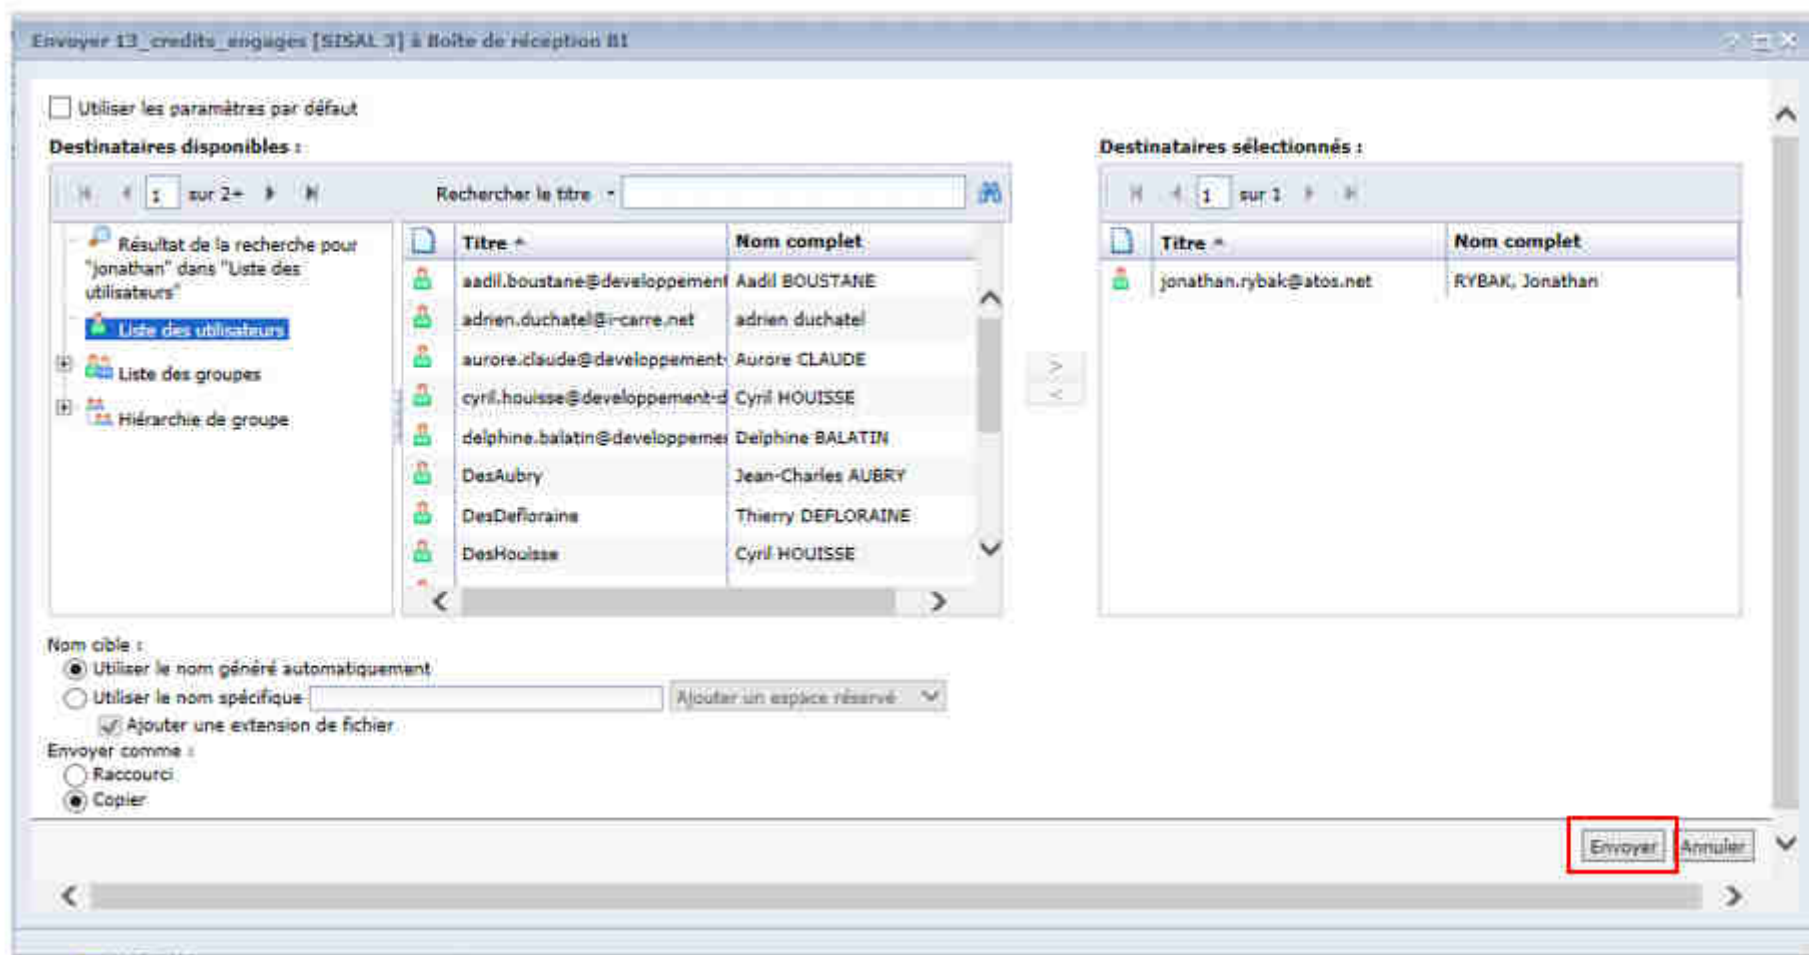 Envoyer 13_credits_engages [SISAL 3] à Boîte de réception BI
Utiliser les paramètres par défaut
Destinataires disponibles :
1 sur 2+
Rechercher le titre
Résultat de la recherche pour
"jonathan" dans "Liste des
utilisateurs"
Liste des utilisateurs
Liste des groupes
Hiérarchie de groupe
Titre Nom complet
aadil.boustane@developpement Aadil BOUSTANE
adrien.duchatel@i-carre.net adrien duchatel
aurore.claude@developpement- Aurore CLAUDE
cyril.houisse@developpement-d Cyril HOUISSE
delphine.balatin@developpemen Delphine BALATIN
DesAubry Jean-Charles AUBRY
DesDefloraine Thierry DEFLORAINE
DesHouisse Cyril HOUISSE
>
<
Destinataires sélectionnés :
1 sur 1
Titre Nom complet
jonathan.rybak@atos.net RYBAK, Jonathan
Nom cible :
Utiliser le nom généré automatiquement
Utiliser le nom spécifique Ajouter un espace réservé
Ajouter une extension de fichier
Envoyer comme :
Raccourci
Copier
Envoyer Annuler